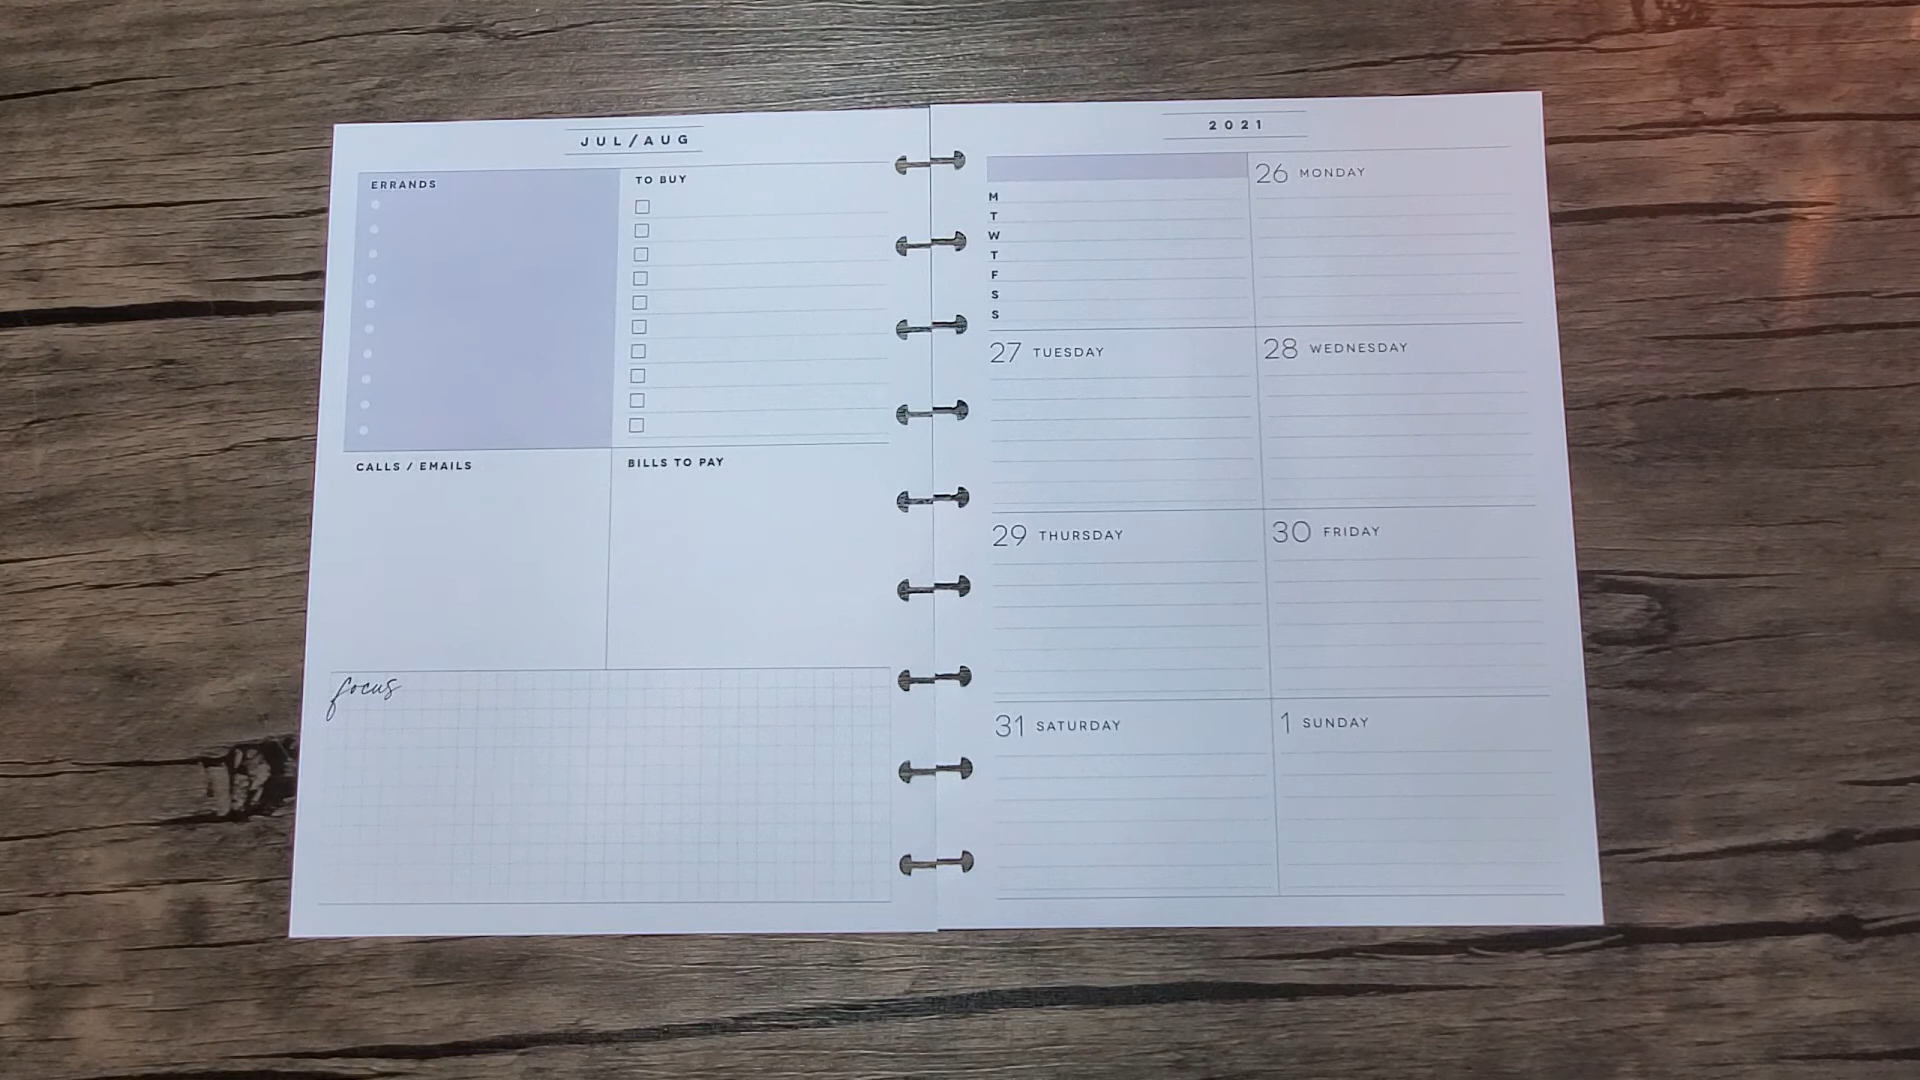 JUL/AUG
ERRANDS
TO BUY
CALLS / EMAILS
BILLS TO PAY
focus
2021
M
T
W
T
F
S
S
26 MONDAY
27 TUESDAY
28 WEDNESDAY
29 THURSDAY
30 FRIDAY
31 SATURDAY
1 SUNDAY